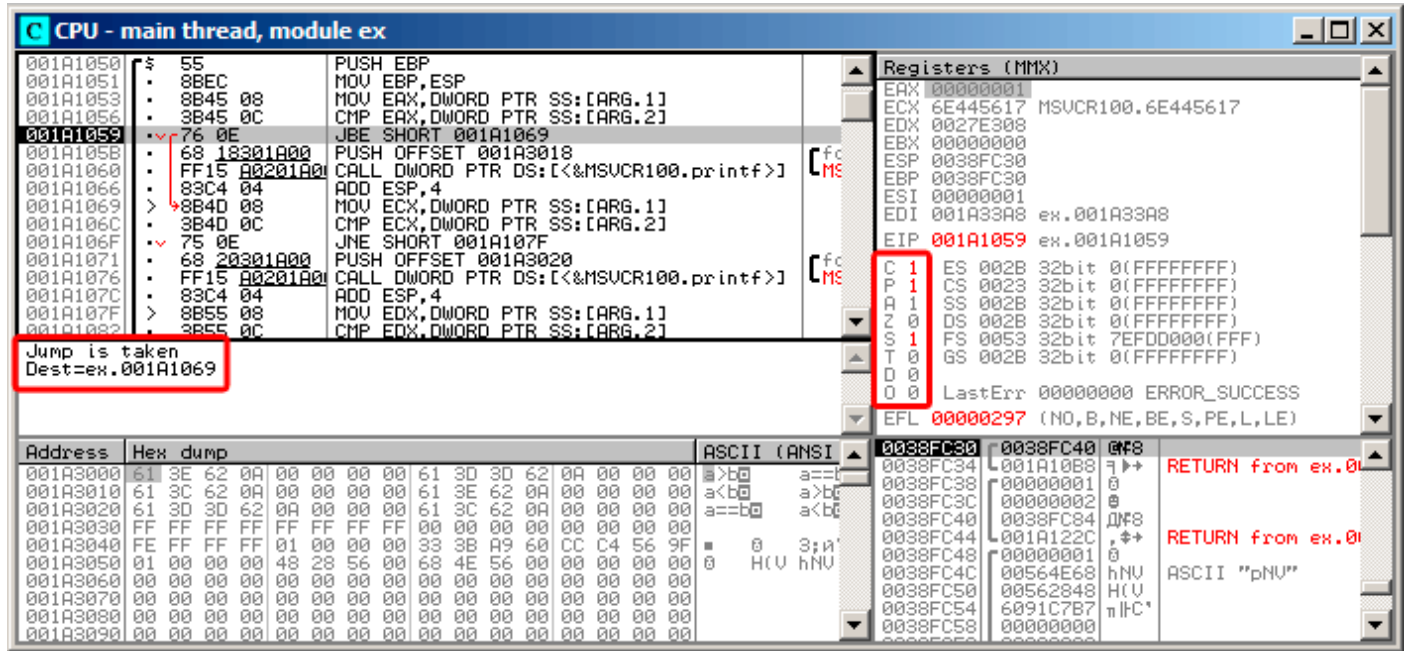 C CPU - main thread, module ex
001A1050 $ 55 PUSH EBP
001A1051 · 8BEC MOV EBP,ESP
001A1053 · 8B45 08 MOV EAX,DWORD PTR SS:[ARG.1]
001A1056 · 3B45 0C CMP EAX,DWORD PTR SS:[ARG.2]
001A1059 · 76 0E JBE SHORT 001A1069
001A105B · 68 18301A00 PUSH OFFSET 001A3018
001A1060 · FF15 A0201A0 CALL DWORD PTR DS:[<&MSVCR100.printf>]
001A1066 · 83C4 04 ADD ESP,4
001A1069 > 8B4D 08 MOV ECX,DWORD PTR SS:[ARG.1]
001A106C · 3B4D 0C CMP ECX,DWORD PTR SS:[ARG.2]
001A106F · 75 0E JNE SHORT 001A107F
001A1071 · 68 20301A00 PUSH OFFSET 001A3020
001A1076 · FF15 A0201A0 CALL DWORD PTR DS:[<&MSVCR100.printf>]
001A107C · 83C4 04 ADD ESP,4
001A107F > 8B55 08 MOV EDX,DWORD PTR SS:[ARG.1]
001A1082 · 3B55 0C CMP EDX,DWORD PTR SS:[ARG.2]
Jump is taken
Dest=ex.001A1069
Registers (MMX)
EAX 00000001
ECX 6E445617 MSVCR100.6E445617
EDX 0027E308
EBX 00000000
ESP 0038FC30
EBP 0038FC30
ESI 00000001
EDI 001A33A8 ex.001A33A8
EIP 001A1059 ex.001A1059
C 1 ES 002B 32bit 0(FFFFFFFF)
P 1 CS 0023 32bit 0(FFFFFFFF)
A 1 SS 002B 32bit 0(FFFFFFFF)
Z 0 DS 002B 32bit 0(FFFFFFFF)
S 1 FS 0053 32bit 7EFDD000(FFF)
T 0 GS 002B 32bit 0(FFFFFFFF)
D 0
O 0 LastErr 00000000 ERROR_SUCCESS
EFL 00000297 (NO,B,NE,BE,S,PE,L,LE)
Address Hex dump ASCII (ANSI
001A3000 61 3E 62 0A 00 00 00 00 61 3D 3D 62 0A 00 00 00 a>b a==b
001A3010 61 3C 62 0A 00 00 00 00 61 3E 62 0A 00 00 00 00 a<b a>b
001A3020 61 3D 3D 62 0A 00 00 00 61 3C 62 0A 00 00 00 00 a==b a<b
001A3030 FF FF FF FF FF FF FF FF 00 00 00 00 00 00 00 00
001A3040 FE FF FF FF 01 00 00 00 33 3B A9 60 CC C4 56 9F
001A3050 01 00 00 00 48 28 56 00 68 4E 56 00 00 00 00 00 H(V hNV
001A3060 00 00 00 00 00 00 00 00 00 00 00 00 00 00 00 00
001A3070 00 00 00 00 00 00 00 00 00 00 00 00 00 00 00 00
001A3080 00 00 00 00 00 00 00 00 00 00 00 00 00 00 00 00
001A3090 00 00 00 00 00 00 00 00 00 00 00 00 00 00 00 00
0038FC30 0038FC40
0038FC34 001A10B8 RETURN from ex.0
0038FC38 00000001
0038FC3C 00000002
0038FC40 0038FC84
0038FC44 001A122C RETURN from ex.0
0038FC48 00000001
0038FC4C 00564E68 hNV ASCII "pNV"
0038FC50 00562848 H(V
0038FC54 6091C7B7
0038FC58 00000000